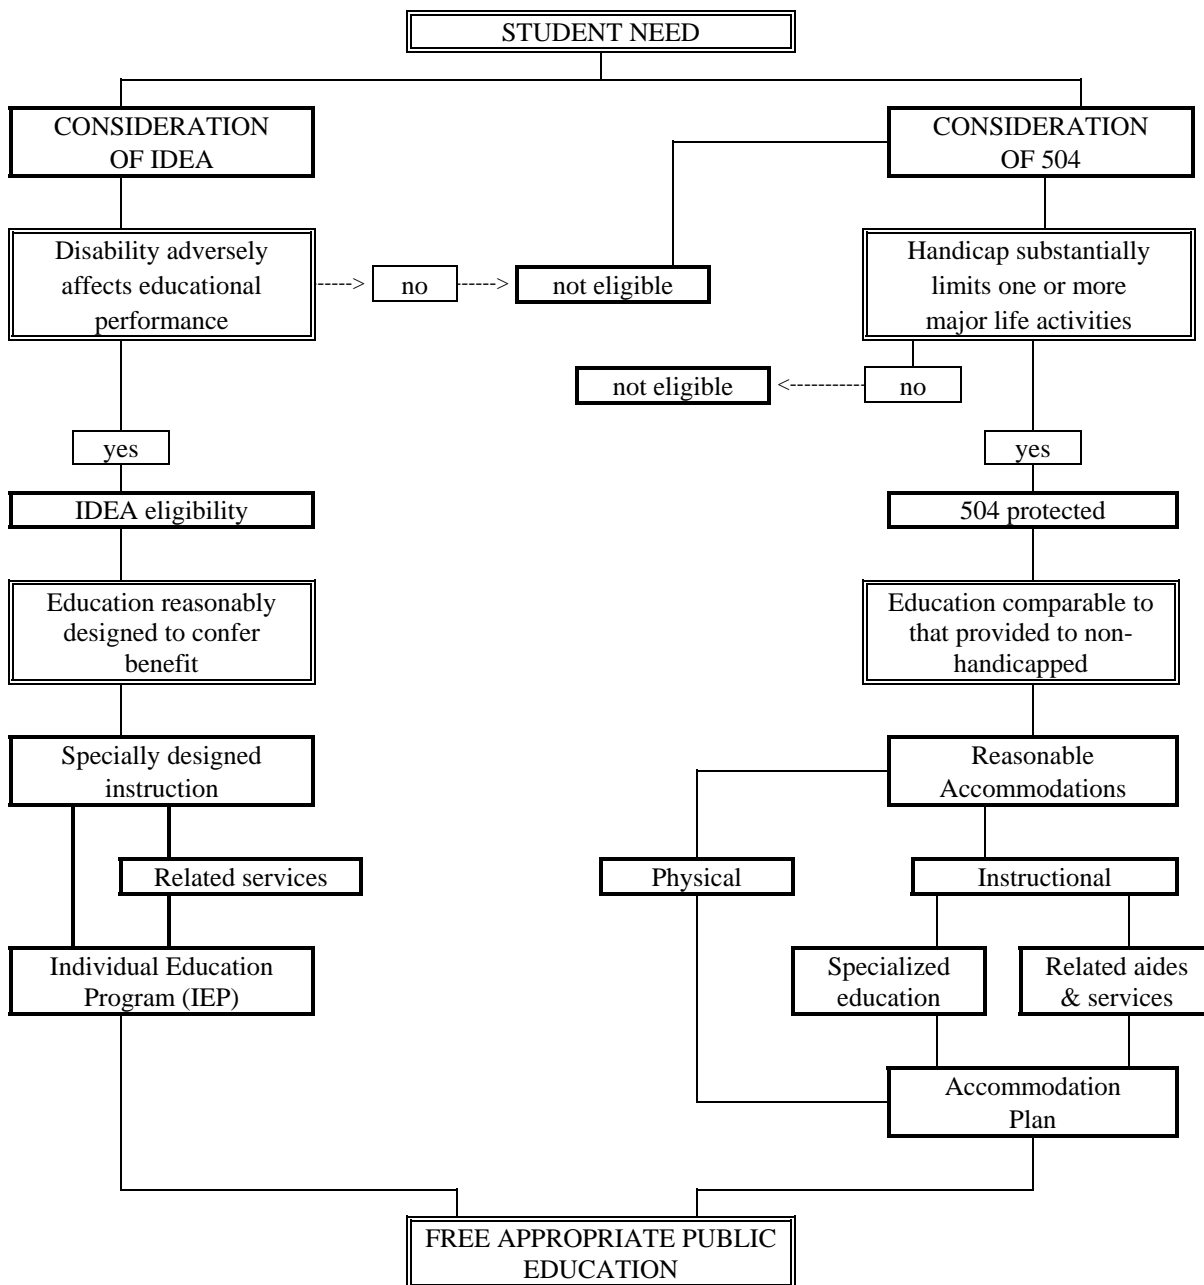 STUDENT NEED
CONSIDERATION
OF IDEA
CONSIDERATION
OF 504
Disability adversely
affects educational
performance
-----> no -----> not eligible
Handicap substantially
limits one or more
major life activities
not eligible <----------- no
yes
yes
IDEA eligibility
504 protected
Education reasonably
designed to confer
benefit
Education comparable to
that provided to non-
handicapped
Specially designed
instruction
Reasonable
Accommodations
Related services
Physical
Instructional
Individual Education
Program (IEP)
Specialized
education
Related aides
& services
Accommodation
Plan
FREE APPROPRIATE PUBLIC
EDUCATION